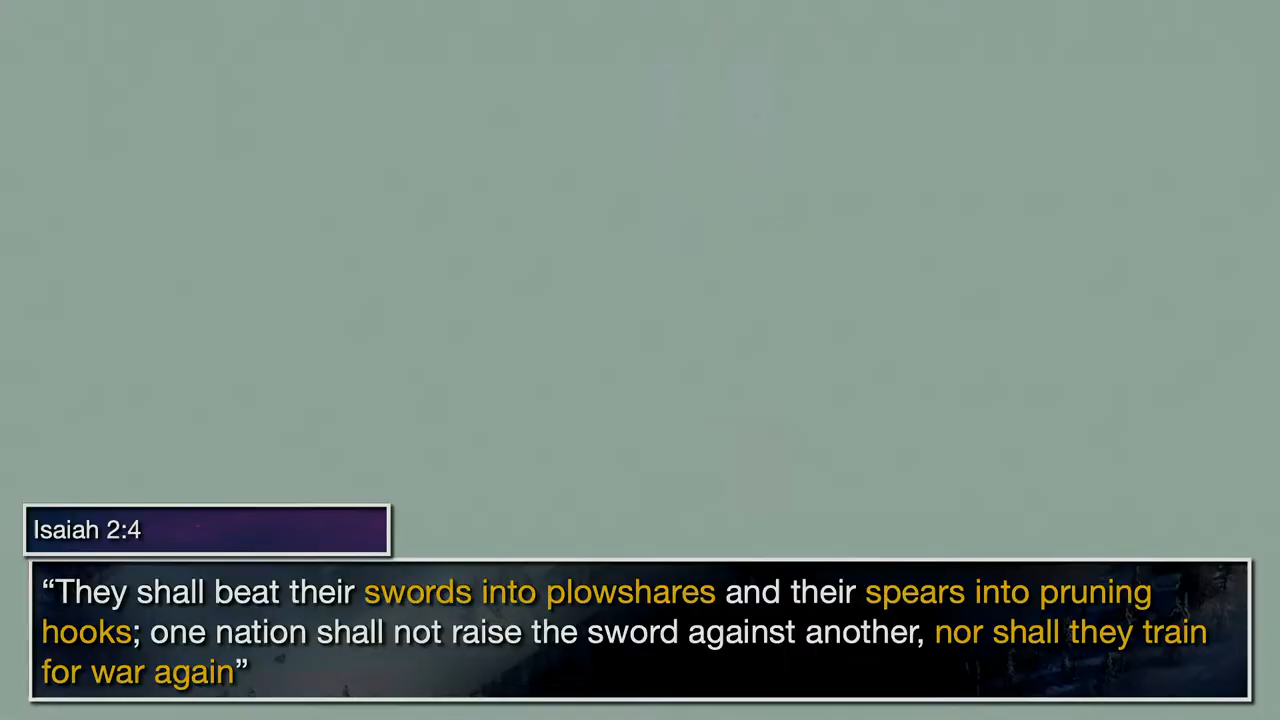 Isaiah 2:4
“They shall beat their swords into plowshares and their spears into pruning
hooks; one nation shall not raise the sword against another, nor shall they train
for war again”